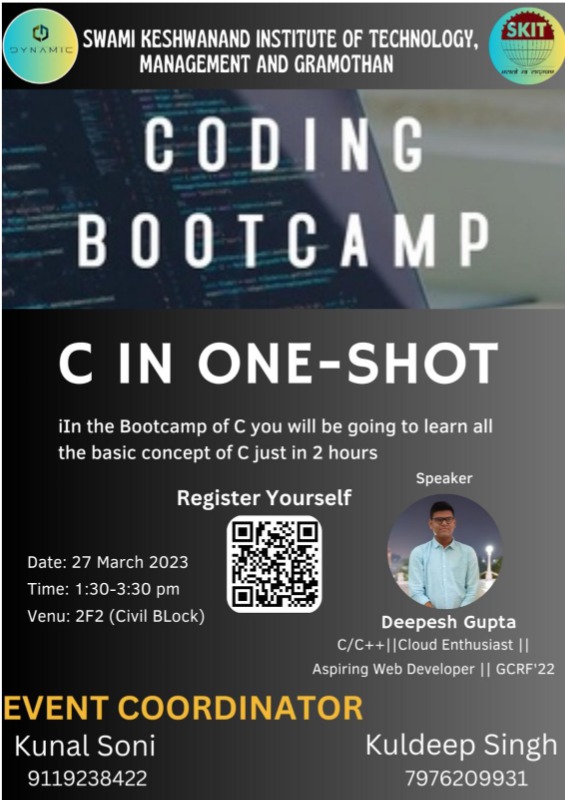 DYNAMIC
SWAMI KESHWANAND INSTITUTE OF TECHNOLOGY,
MANAGEMENT AND GRAMOTHAN
SKIT
CODING
BOOTCAMP
C IN ONE-SHOT
iIn the Bootcamp of C you will be going to learn all
the basic concept of C just in 2 hours
Speaker
Register Yourself
Date: 27 March 2023
Time: 1:30-3:30 pm
Venu: 2F2 (Civil BLock)
Deepesh Gupta
C/C++||Cloud Enthusiast ||
Aspiring Web Developer || GCRF'22
EVENT COORDINATOR
Kunal Soni
9119238422
Kuldeep Singh
7976209931